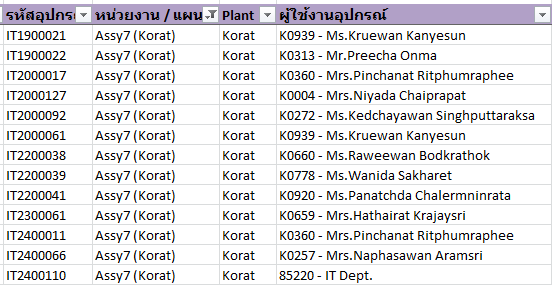 รหัสอุปกร หน่วยงาน / แผน Plant ผู้ใช้งานอุปกรณ์
IT1900021 Assy7 (Korat) Korat K0939 - Ms.Kruewan Kanyesun
IT1900022 Assy7 (Korat) Korat K0313 - Mr.Preecha Onma
IT2000017 Assy7 (Korat) Korat K0360 - Mrs.Pinchanat Ritphumraphee
IT2000127 Assy7 (Korat) Korat K0004 - Mrs.Niyada Chaiprapat
IT2000092 Assy7 (Korat) Korat K0272 - Ms.Kedchayawan Singhputtaraksa
IT2000061 Assy7 (Korat) Korat K0939 - Ms.Kruewan Kanyesun
IT2200038 Assy7 (Korat) Korat K0660 - Ms.Raweewan Bodkrathok
IT2200039 Assy7 (Korat) Korat K0778 - Ms.Wanida Sakharet
IT2200041 Assy7 (Korat) Korat K0920 - Ms.Panatchda Chalermninrata
IT2300061 Assy7 (Korat) Korat K0659 - Mrs.Hathairat Krajaysri
IT2400011 Assy7 (Korat) Korat K0360 - Mrs.Pinchanat Ritphumraphee
IT2400066 Assy7 (Korat) Korat K0257 - Mrs.Naphasawan Aramsri
IT2400110 Assy7 (Korat) Korat 85220 - IT Dept.